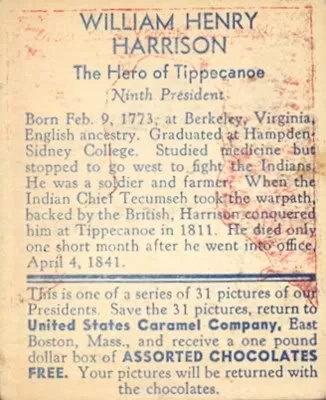 WILLIAM HENRY
HARRISON
The Hero of Tippecanoe
Ninth President
Born Feb. 9, 1773, at Berkeley, Virginia,
English ancestry. Graduated at Hampden-
Sidney College. Studied medicine but
stopped to go west to fight the Indians.
He was a soldier and farmer. When the
Indian Chief Tecumseh took the warpath,
backed by the British, Harrison conquered
him at Tippecanoe in 1811. He died only
one short month after he went into office,
April 4, 1841.
This is one of a series of 31 pictures of our
Presidents. Save the 31 pictures, return to
United States Caramel Company, East
Boston, Mass., and receive a one pound
dollar box of ASSORTED CHOCOLATES
FREE. Your pictures will be returned with
the chocolates.